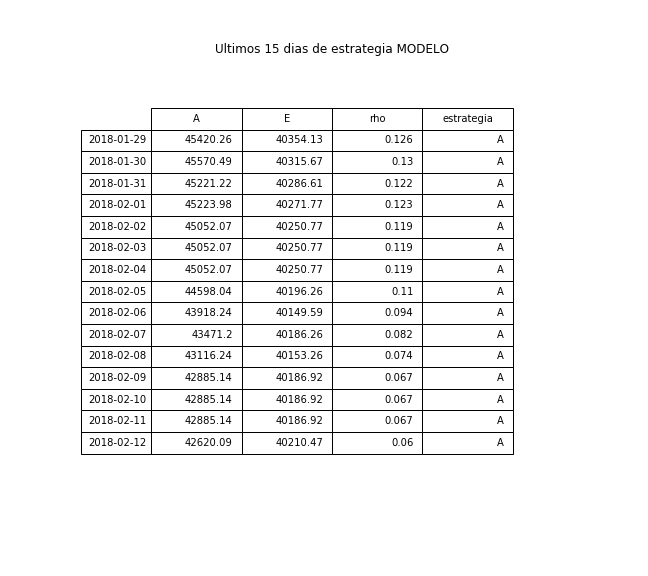 Ultimos 15 dias de estrategia MODELO
A E rho estrategia
2018-01-29 45420.26 40354.13 0.126 A
2018-01-30 45570.49 40315.67 0.13 A
2018-01-31 45221.22 40286.61 0.122 A
2018-02-01 45223.98 40271.77 0.123 A
2018-02-02 45052.07 40250.77 0.119 A
2018-02-03 45052.07 40250.77 0.119 A
2018-02-04 45052.07 40250.77 0.119 A
2018-02-05 44598.04 40196.26 0.11 A
2018-02-06 43918.24 40149.59 0.094 A
2018-02-07 43471.2 40186.26 0.082 A
2018-02-08 43116.24 40153.26 0.074 A
2018-02-09 42885.14 40186.92 0.067 A
2018-02-10 42885.14 40186.92 0.067 A
2018-02-11 42885.14 40186.92 0.067 A
2018-02-12 42620.09 40210.47 0.06 A